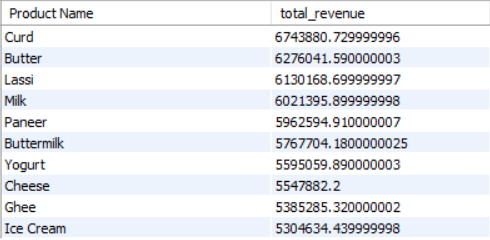 Product Name total_revenue
Curd 6743880.729999996
Butter 6276041.590000003
Lassi 6130168.699999997
Milk 6021395.899999998
Paneer 5962594.910000007
Buttermilk 5767704.1800000025
Yogurt 5595059.890000003
Cheese 5547882.2
Ghee 5385285.320000002
Ice Cream 5304634.439999998